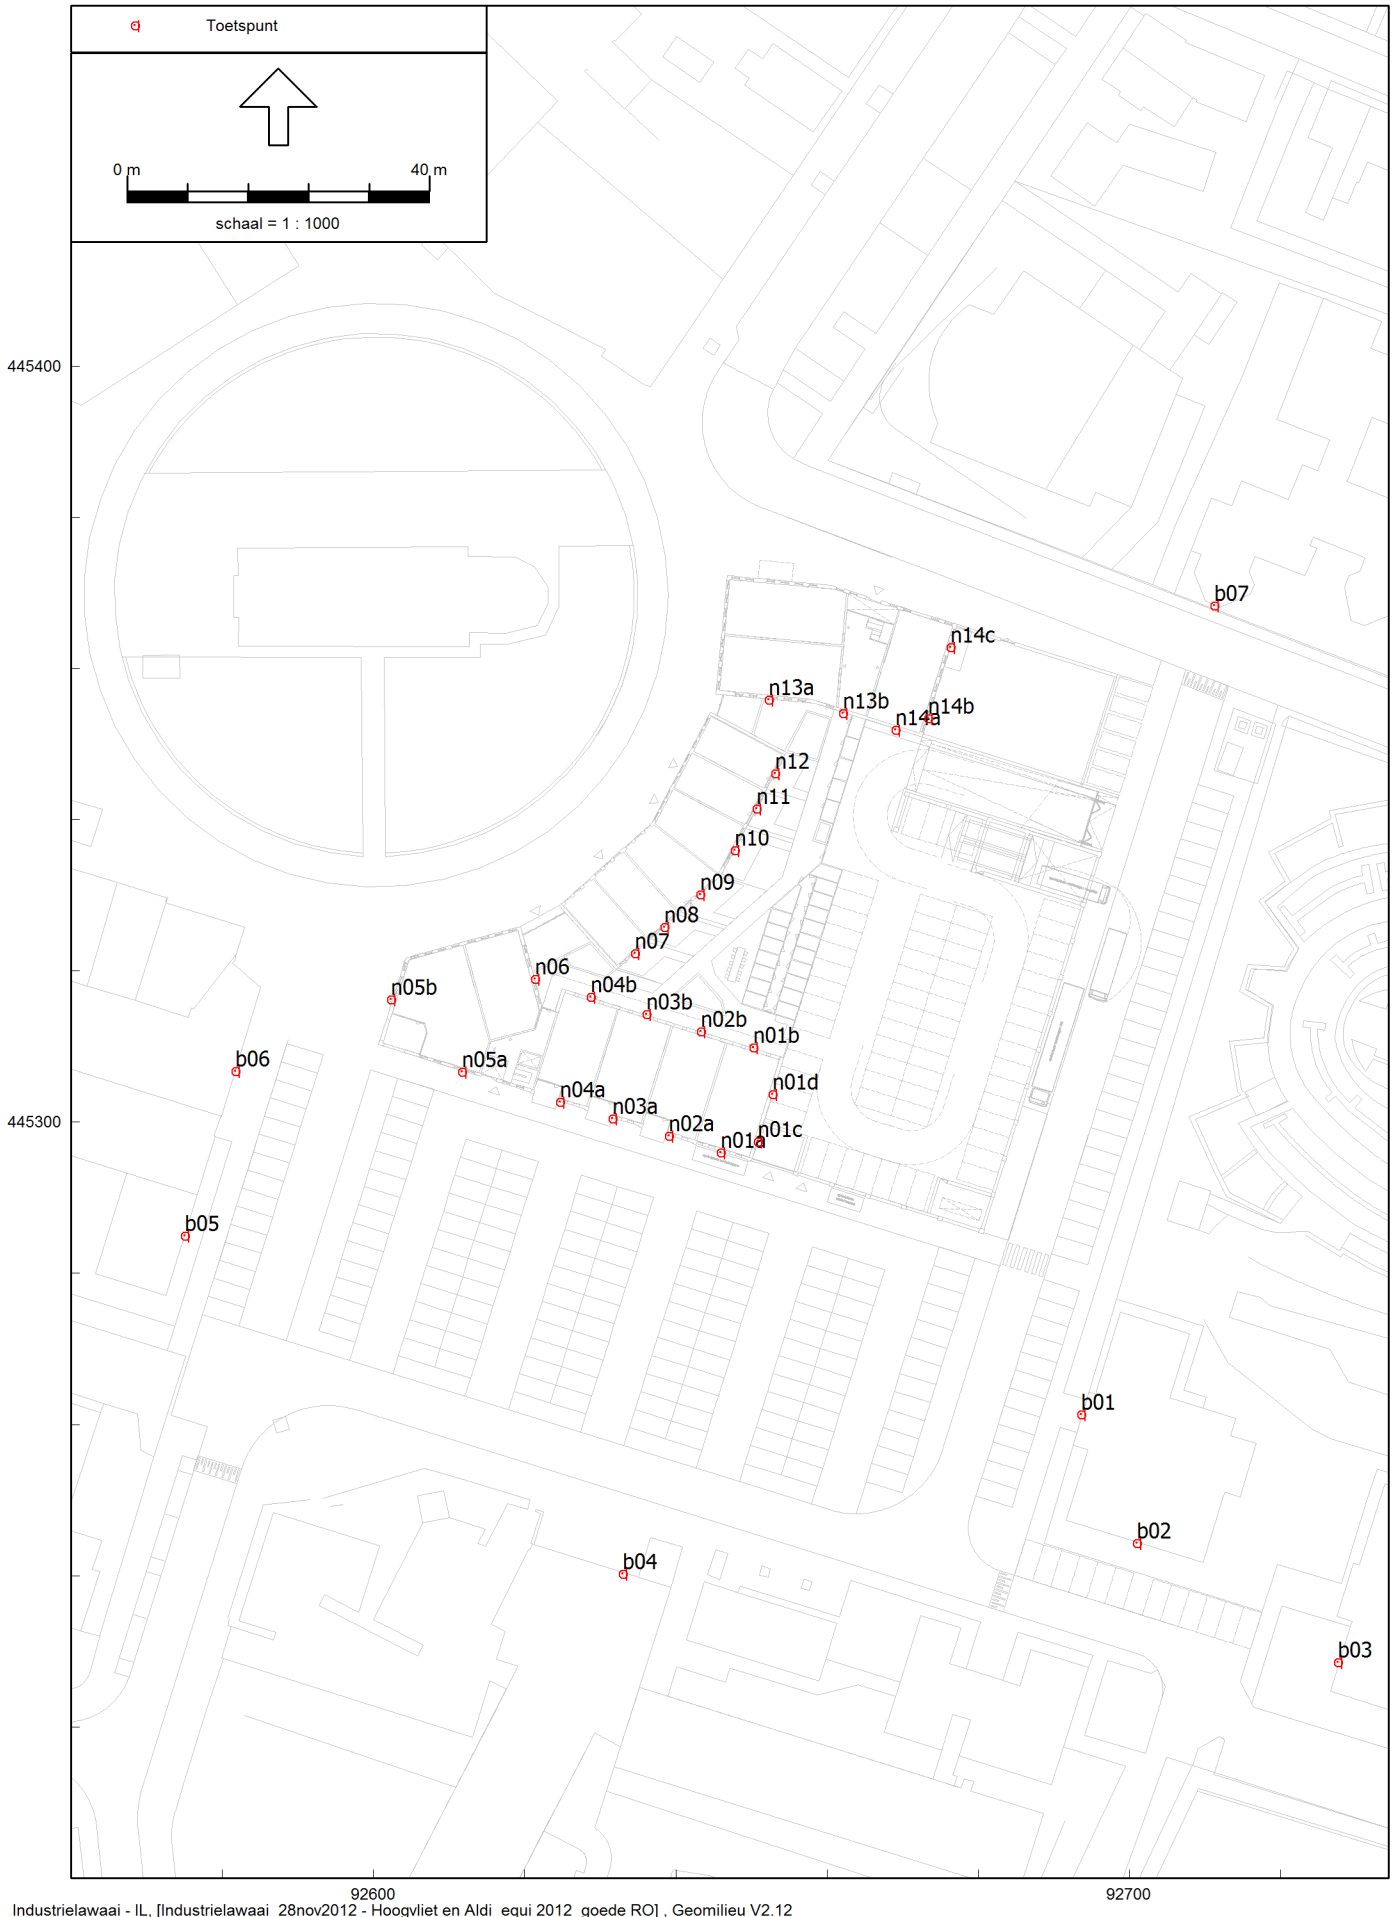 Toetspunt
0 m 40 m
schaal = 1 : 1000
445400
b07
n14c
n13a
n13b
n14b
n14a
n12
n11
n10
n09
n08
n07
n06
n04b
n05b
n03b
n02b
n01b
b06
n05a
n01d
n04a
445300
n03a
n02a
n01c
n01a
b05
b01
b02
b04
b03
92600 92700
Industrielawaai - IL, [Industrielawaai 28nov2012 - Hoogvliet en Aldi equi 2012 goede RO] , Geomilieu V2.12